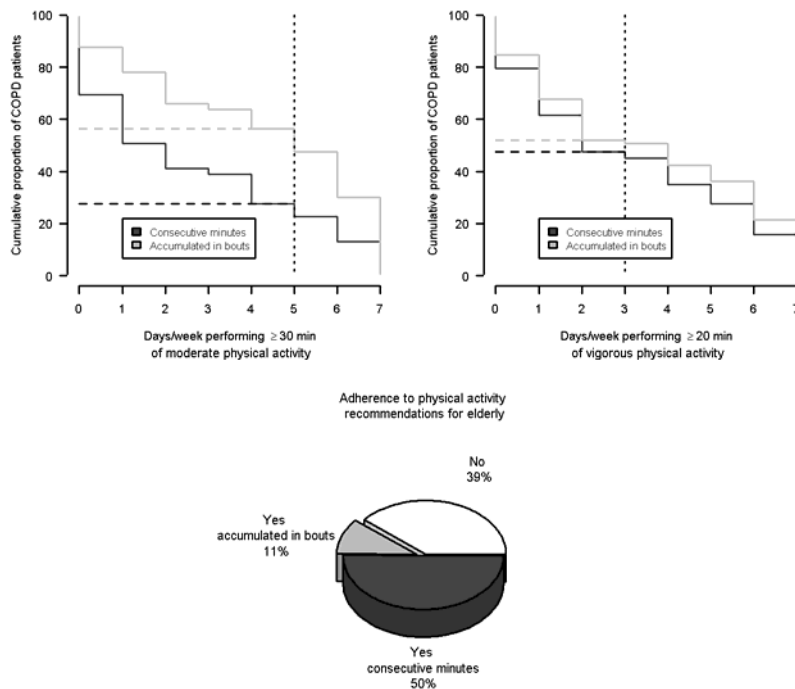 Cumulative proportion of COPD patients
100
80
60
40
20
0
Consecutive minutes
Accumulated in bouts
0 1 2 3 4 5 6 7
Days/week performing ≥ 30 min
of moderate physical activity
Cumulative proportion of COPD patients
100
80
60
40
20
0
Consecutive minutes
Accumulated in bouts
0 1 2 3 4 5 6 7
Days/week performing ≥ 20 min
of vigorous physical activity
Adherence to physical activity
recommendations for elderly
No
39%
Yes
accumulated in bouts
11%
Yes
consecutive minutes
50%